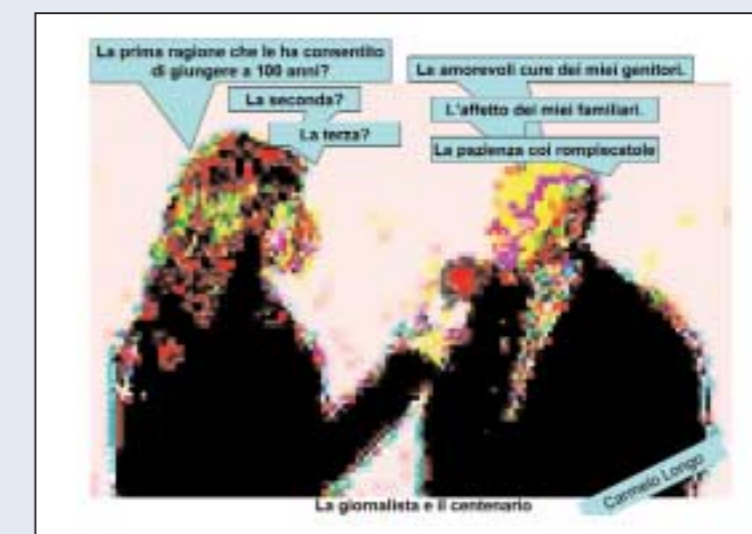 La prima ragione che le ha consentito
di giungere a 100 anni?
La amorevoli cure dei miei genitori.
La seconda?
L'affetto dei miei familiari.
La terza?
La pazienza coi rompiscatole
Carmelo Longo
La giornalista e il centenario